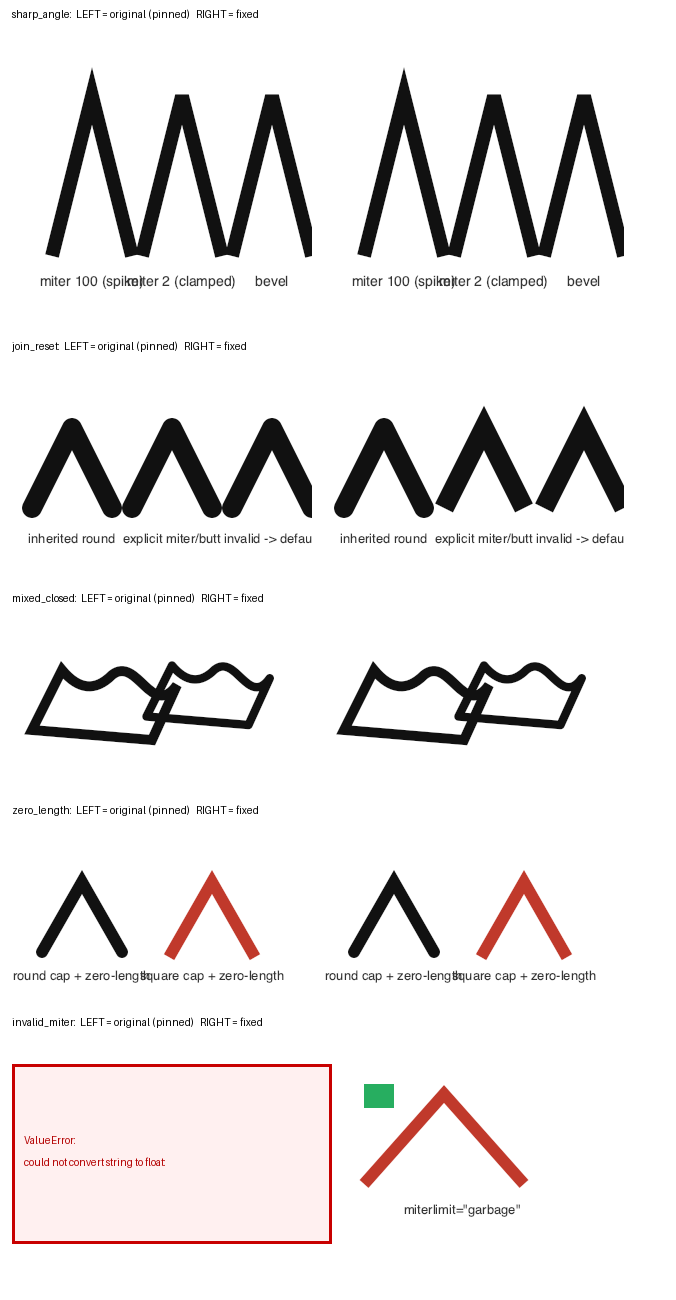 sharp_angle: LEFT = original (pinned) RIGHT = fixed
miter 100 (spike) miter 2 (clamped) bevel miter 100 (spike) miter 2 (clamped) bevel
join_reset: LEFT = original (pinned) RIGHT = fixed
inherited round explicit miter/butt invalid -> defau inherited round explicit miter/butt invalid -> defau
mixed_closed: LEFT = original (pinned) RIGHT = fixed
zero_length: LEFT = original (pinned) RIGHT = fixed
round cap + zero-length square cap + zero-length round cap + zero-length square cap + zero-length
invalid_miter: LEFT = original (pinned) RIGHT = fixed
ValueError:
could not convert string to float
miterlimit="garbage"